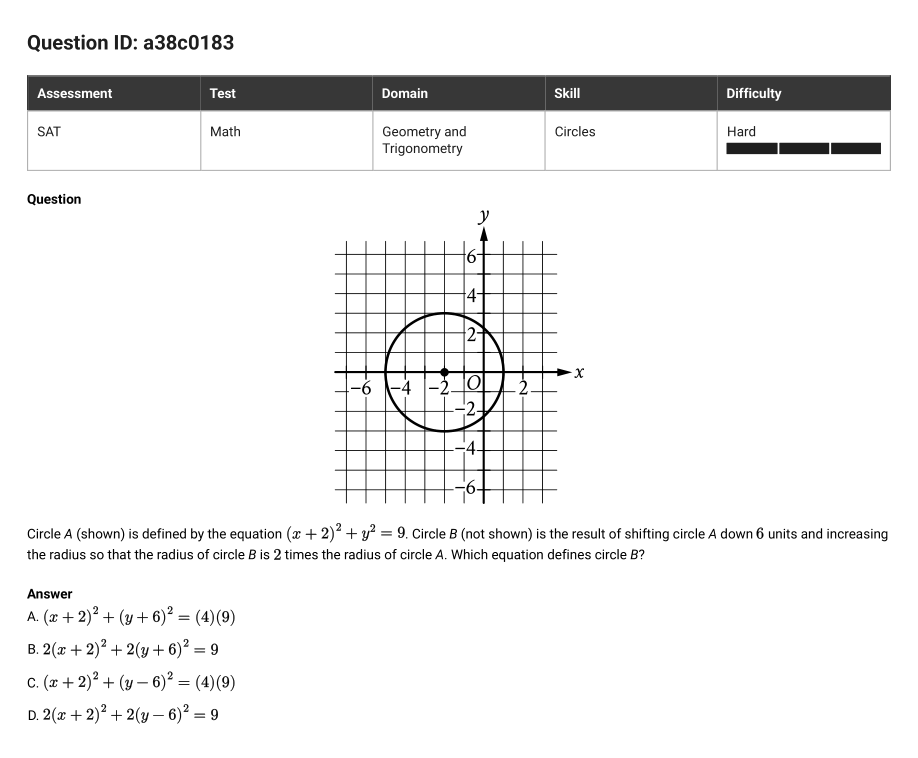 Question ID: a38c0183
Assessment Test Domain Skill Difficulty
SAT Math Geometry and Trigonometry Circles Hard
Question
y
6
4
2
−6 −4 −2 O 2 x
−2
−4
−6
Circle A (shown) is defined by the equation (x + 2)² + y² = 9. Circle B (not shown) is the result of shifting circle A down 6 units and increasing
the radius so that the radius of circle B is 2 times the radius of circle A. Which equation defines circle B?
Answer
A. (x + 2)² + (y + 6)² = (4)(9)
B. 2(x + 2)² + 2(y + 6)² = 9
C. (x + 2)² + (y − 6)² = (4)(9)
D. 2(x + 2)² + 2(y − 6)² = 9